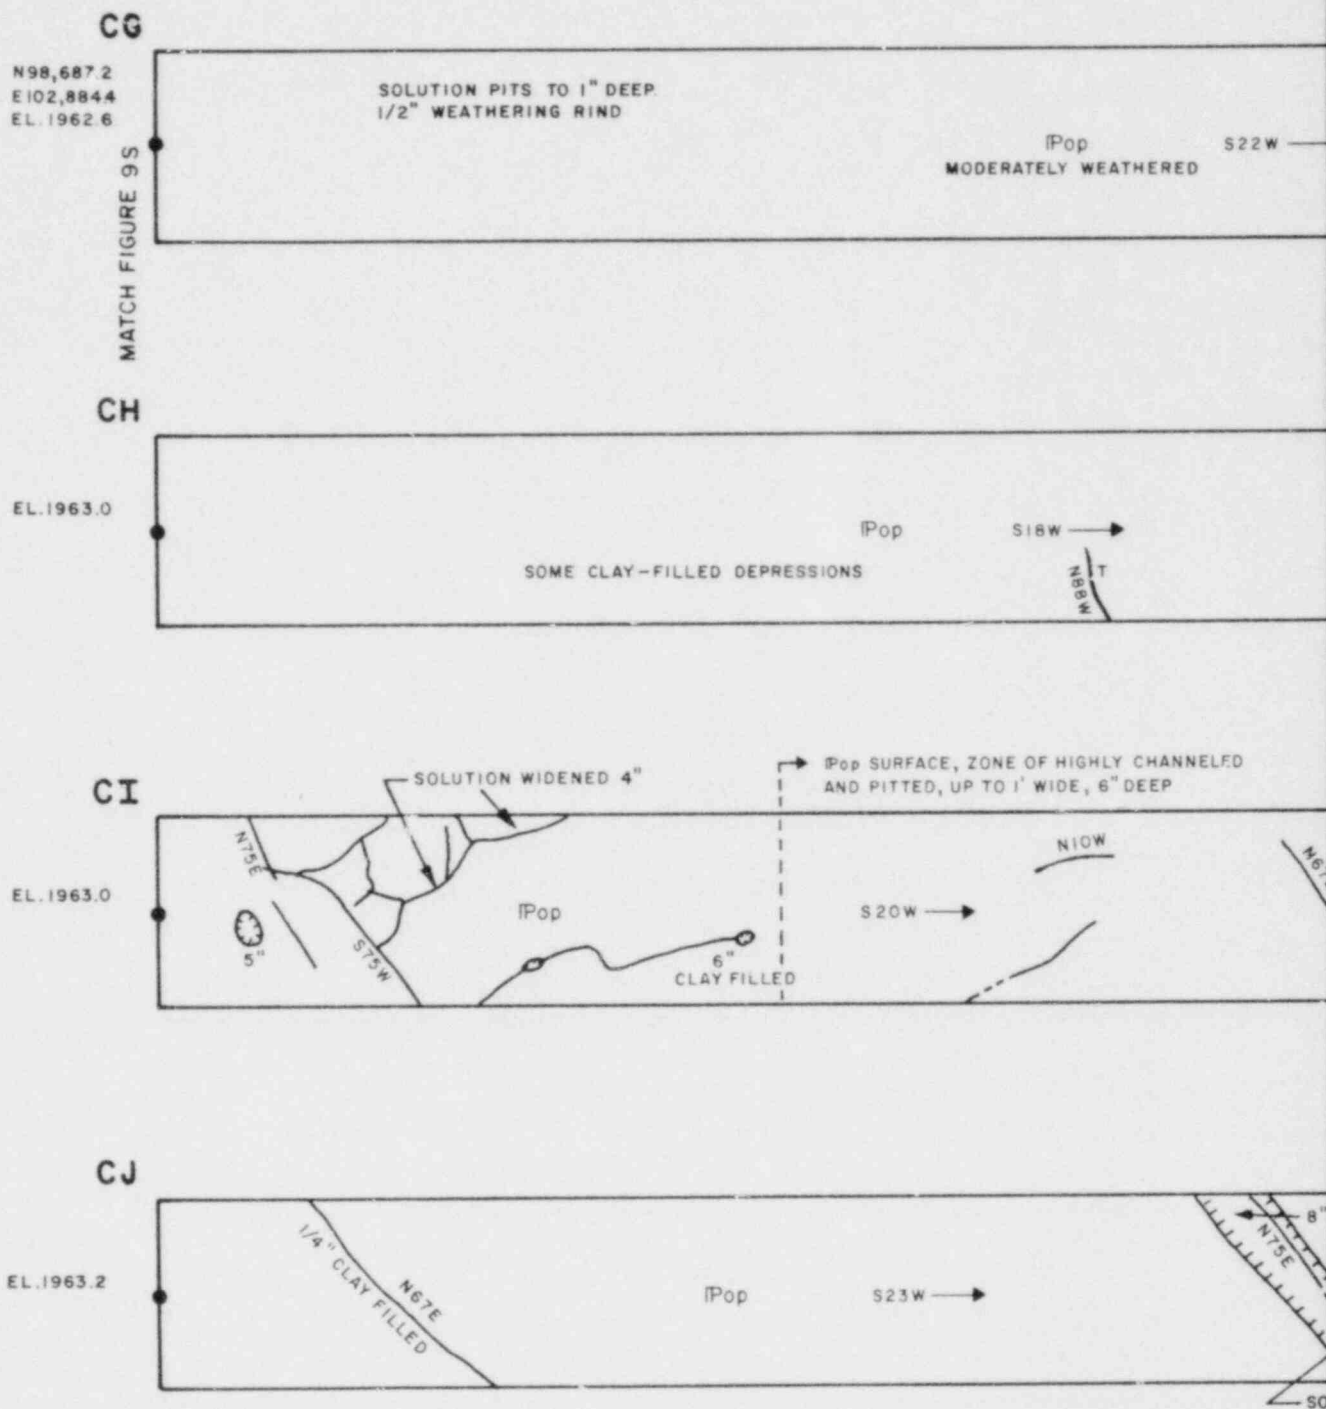 CG
N98,687.2
E102,884.4
EL.1962.6
MATCH FIGURE 9S
SOLUTION PITS TO 1" DEEP.
1/2" WEATHERING RIND
ℙop
MODERATELY WEATHERED
S22W
CH
EL.1963.0
ℙop
S18W
SOME CLAY-FILLED DEPRESSIONS
N88W
T
CI
SOLUTION WIDENED 4"
ℙop SURFACE, ZONE OF HIGHLY CHANNELED
AND PITTED, UP TO 1' WIDE, 6" DEEP
EL.1963.0
N75E
5"
S75W
ℙop
6"
CLAY FILLED
S20W
N10W
CJ
EL.1963.2
1/4" CLAY FILLED
N67E
ℙop
S23W
8"
N75E